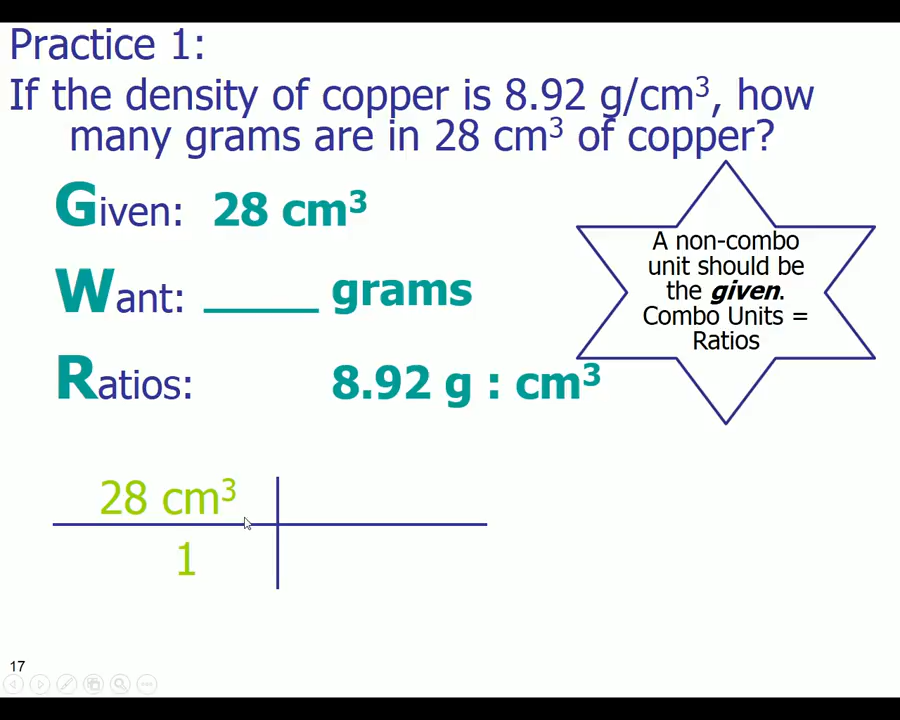 Practice 1:
If the density of copper is 8.92 g/cm³, how
many grams are in 28 cm³ of copper?
Given: 28 cm³
A non-combo
unit should be
the given.
Combo Units =
Ratios
Want: _____ grams
Ratios: 8.92 g : cm³
28 cm³
1
17